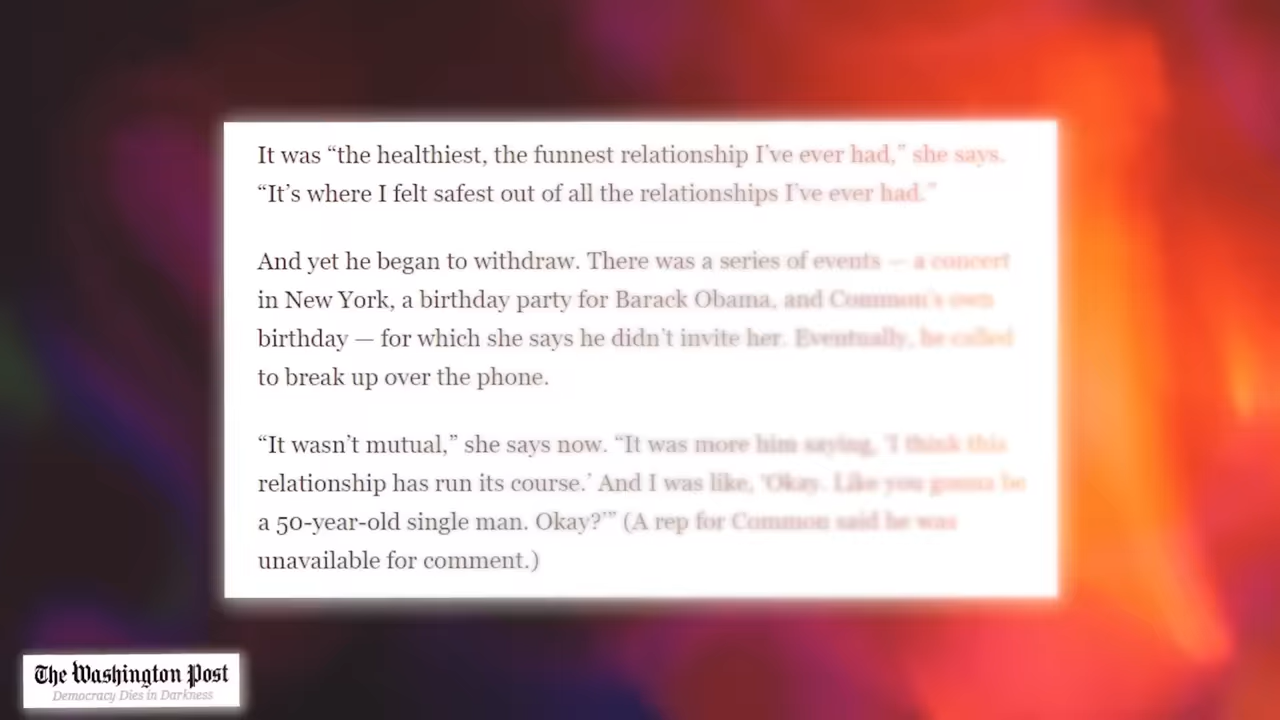 It was “the healthiest, the funnest relationship I’ve ever had,” she says.
“It’s where I felt safest out of all the relationships I’ve ever had.”
And yet he began to withdraw. There was a series of events — a concert
in New York, a birthday party for Barack Obama, and Common’s own
birthday — for which she says he didn’t invite her. Eventually, he called
to break up over the phone.
“It wasn’t mutual,” she says now. “It was more him saying, ‘I think this
relationship has run its course.’ And I was like, ‘Okay. Like you gonna be
a 50-year-old single man. Okay?’” (A rep for Common said he was
unavailable for comment.)
The Washington Post
Democracy Dies in Darkness